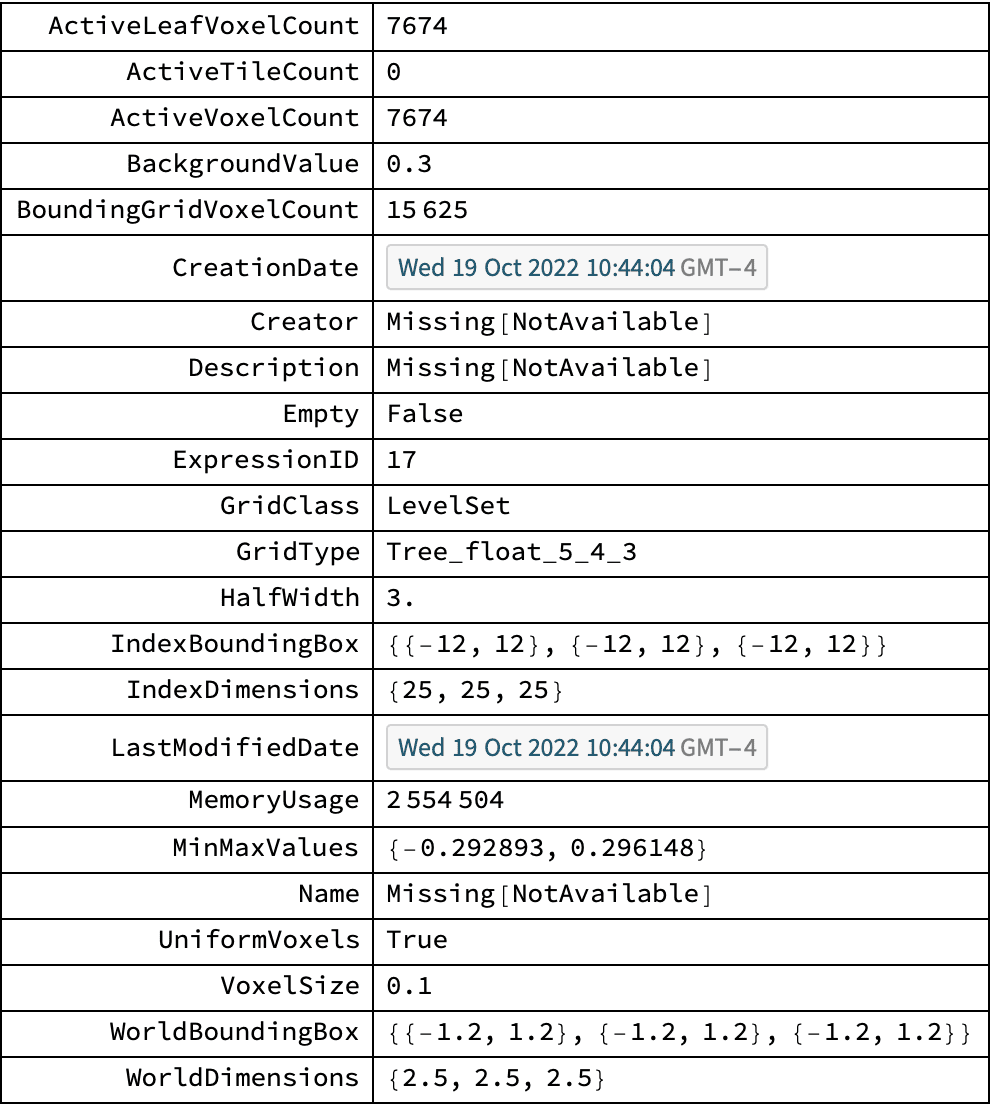 ActiveLeafVoxelCount 7674
ActiveTileCount 0
ActiveVoxelCount 7674
BackgroundValue 0.3
BoundingGridVoxelCount 15 625
CreationDate Wed 19 Oct 2022 10:44:04 GMT-4
Creator Missing[NotAvailable]
Description Missing[NotAvailable]
Empty False
ExpressionID 17
GridClass LevelSet
GridType Tree_float_5_4_3
HalfWidth 3.
IndexBoundingBox {{-12, 12}, {-12, 12}, {-12, 12}}
IndexDimensions {25, 25, 25}
LastModifiedDate Wed 19 Oct 2022 10:44:04 GMT-4
MemoryUsage 2 554 504
MinMaxValues {-0.292893, 0.296148}
Name Missing[NotAvailable]
UniformVoxels True
VoxelSize 0.1
WorldBoundingBox {{-1.2, 1.2}, {-1.2, 1.2}, {-1.2, 1.2}}
WorldDimensions {2.5, 2.5, 2.5}